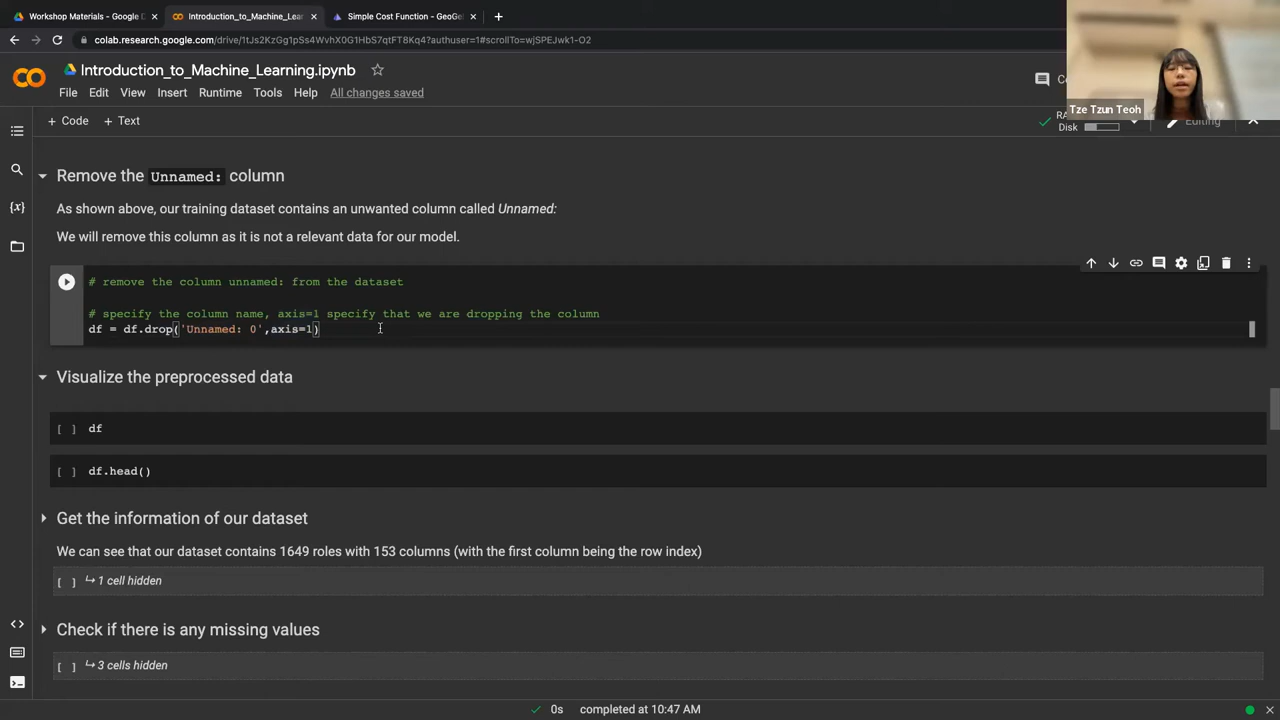 Workshop Materials - Google D
Introduction_to_Machine_Lear
Simple Cost Function - GeoGe
colab.research.google.com/drive/1tJs2KzGg1pSs4WvhX0G1HbS7qtFT8Kq4?authuser=1#scrollTo=wjSPEJwk1-O2
Introduction_to_Machine_Learning.ipynb
File Edit View Insert Runtime Tools Help All changes saved
Tze Tzun Teoh
+ Code + Text
RA
Disk
Editing
Remove the Unnamed: column
As shown above, our training dataset contains an unwanted column called Unnamed:
We will remove this column as it is not a relevant data for our model.
# remove the column unnamed: from the dataset
# specify the column name, axis=1 specify that we are dropping the column
df = df.drop('Unnamed: 0',axis=1)
Visualize the preprocessed data
[ ] df
[ ] df.head()
Get the information of our dataset
We can see that our dataset contains 1649 roles with 153 columns (with the first column being the row index)
[ ] ↳ 1 cell hidden
Check if there is any missing values
[ ] ↳ 3 cells hidden
0s completed at 10:47 AM